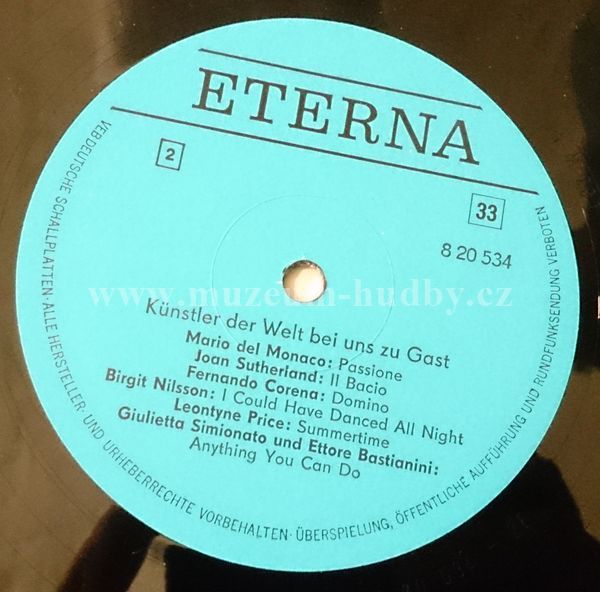 ETERNA
2
33
8 20 534
www.muzeum-hudby.cz
Künstler der Welt bei uns zu Gast
Mario del Monaco: Passione
Joan Sutherland: Il Bacio
Fernando Corena: Domino
Birgit Nilsson: I Could Have Danced All Night
Leontyne Price: Summertime
Giulietta Simionato und Ettore Bastianini:
Anything You Can Do
VEB DEUTSCHE SCHALLPLATTEN · ALLE HERSTELLER- UND URHEBERRECHTE VORBEHALTEN · ÜBERSPIELUNG, ÖFFENTLICHE AUFFÜHRUNG UND RUNDFUNKSENDUNG VERBOTEN